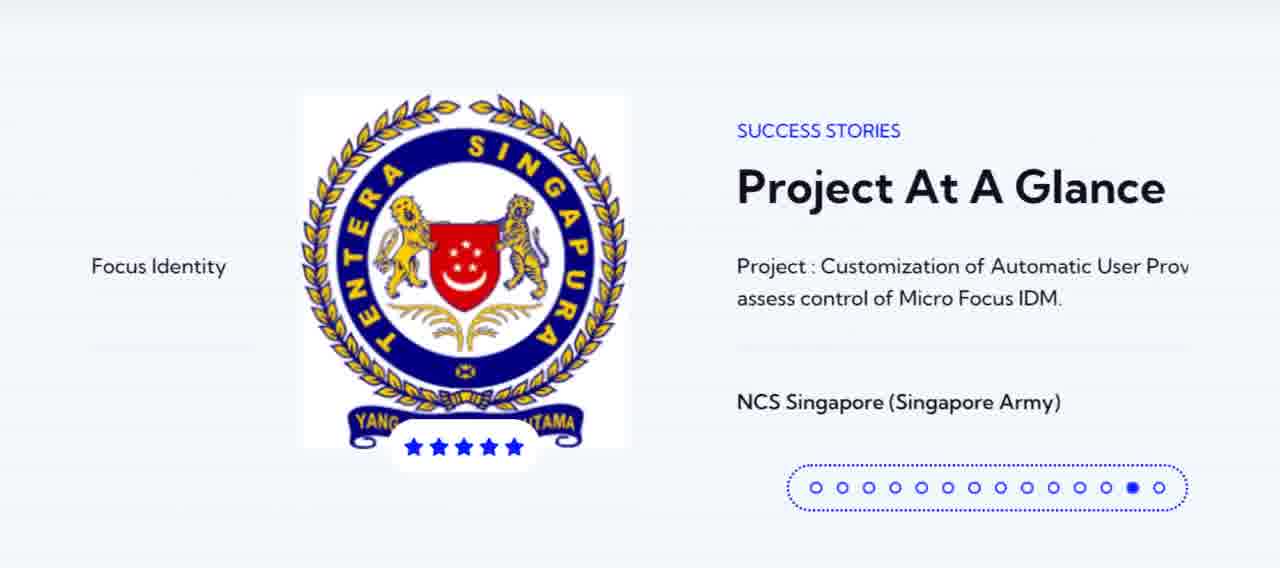 SUCCESS STORIES
Project At A Glance
Focus Identity
Project : Customization of Automatic User Prov
assess control of Micro Focus IDM.
NCS Singapore (Singapore Army)
TENTERA SINGAPURA
YANG UTAMA